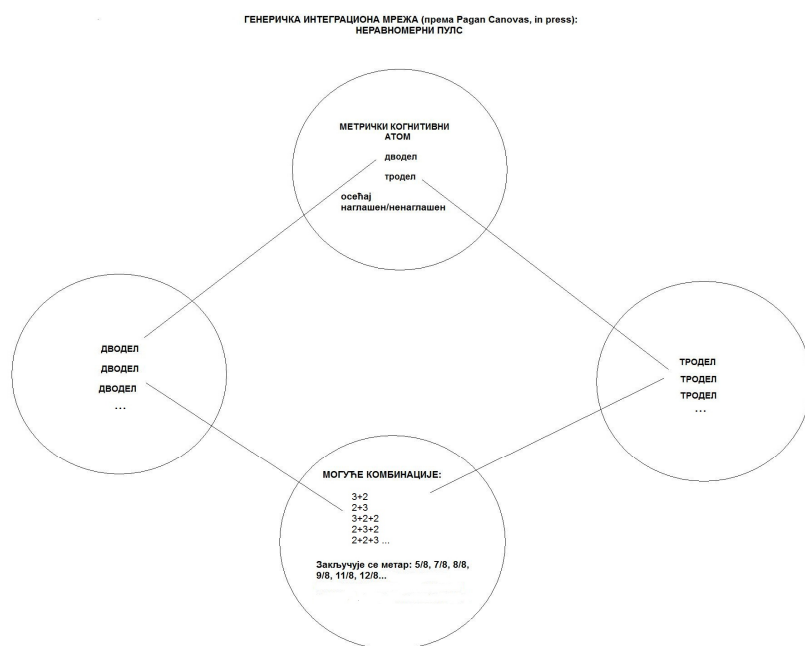 ГЕНЕРИЧКА ИНТЕГРАЦИОНА МРЕЖА (према Pagan Canovas, in press):
НЕРАВНОМЕРНИ ПУЛС
МЕТРИЧКИ КОГНИТИВНИ
АТОМ
дводел
тродел
осећај
наглашен/ненаглашен
ДВОДЕЛ
ДВОДЕЛ
ДВОДЕЛ
...
ТРОДЕЛ
ТРОДЕЛ
ТРОДЕЛ
...
МОГУЋЕ КОМБИНАЦИЈЕ:
3+2
2+3
3+2+2
2+3+2
2+2+3 ...
Закључује се метар: 5/8, 7/8, 8/8,
9/8, 11/8, 12/8...